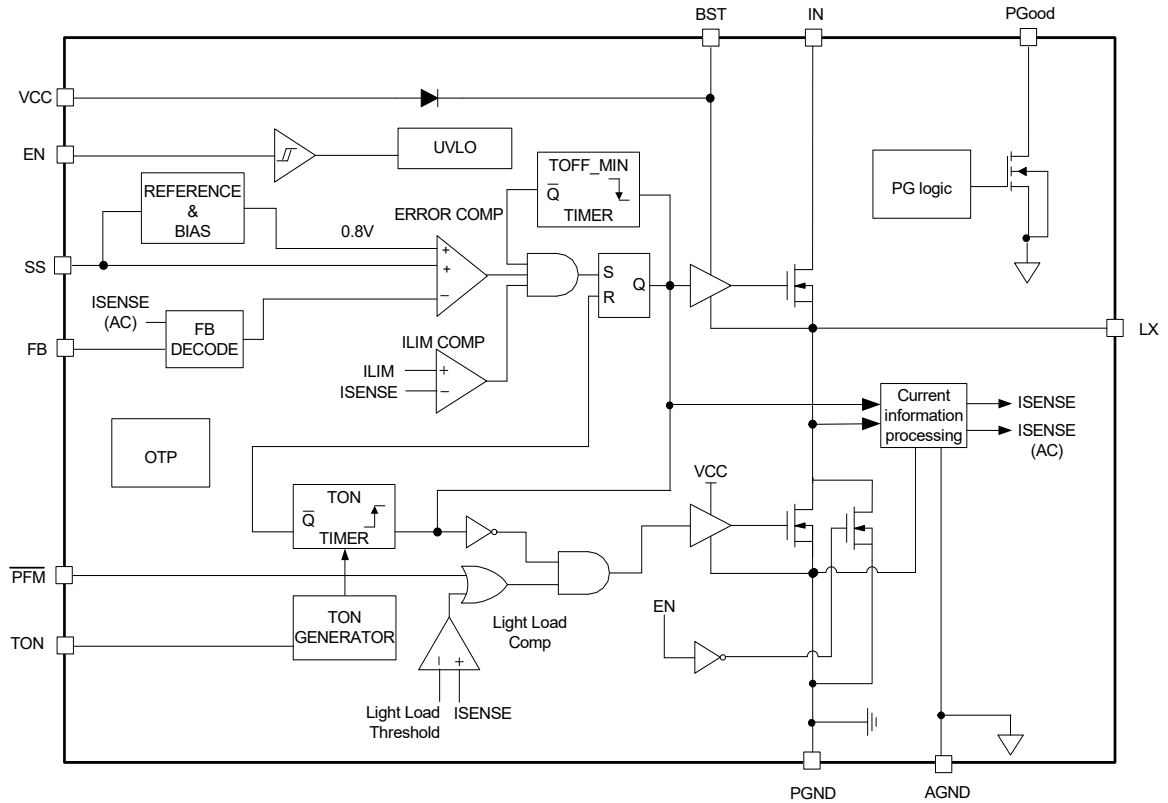 BST
IN
PGood
VCC
EN
UVLO
TOFF_MIN
Q̅
TIMER
PG logic
REFERENCE
&
BIAS
ERROR COMP
0.8V
+
+
−
SS
S
R
Q
ISENSE
(AC)
FB
DECODE
FB
LX
ILIM COMP
ILIM
ISENSE
+
−
Current
information
processing
ISENSE
ISENSE
(AC)
OTP
VCC
TON
Q̅
TIMER
P̅F̅M̅
TON
GENERATOR
TON
Light Load
Comp
EN
−
+
Light Load
Threshold
ISENSE
PGND
AGND